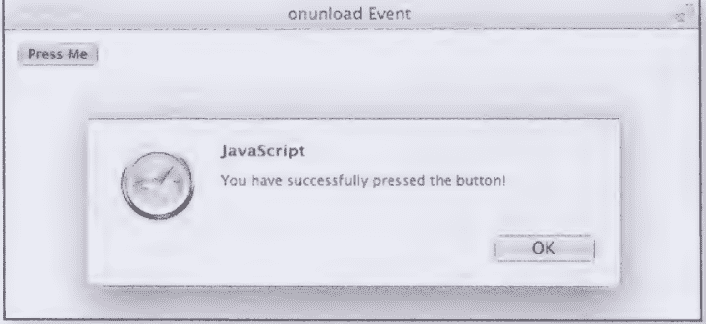 onunload Event
Press Me
JavaScript
You have successfully pressed the button!
OK